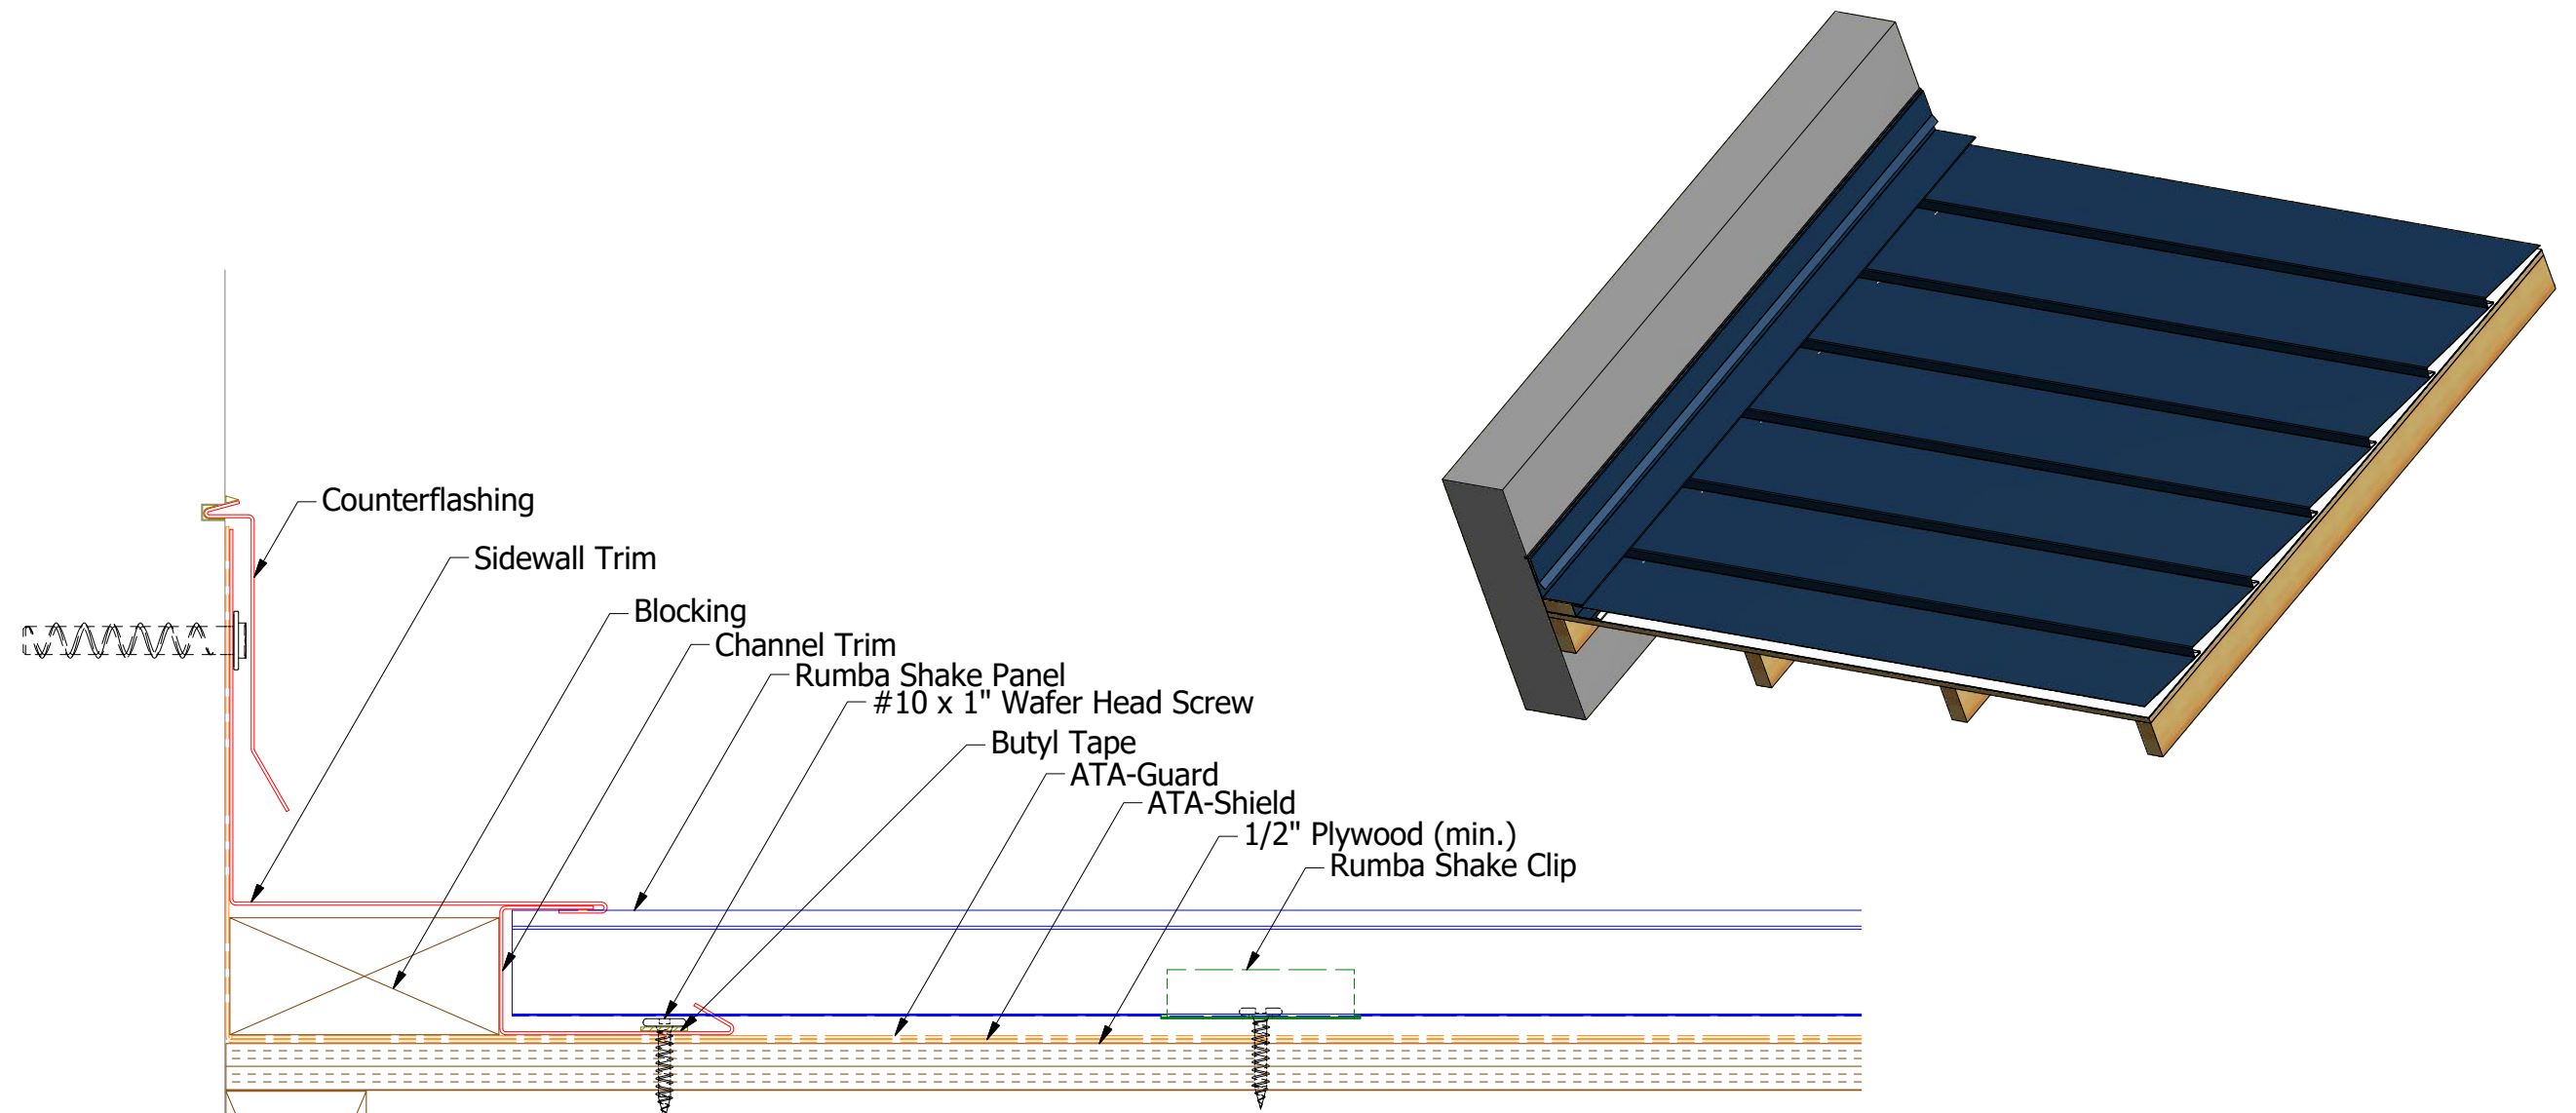 Counterflashing
Sidewall Trim
Blocking
Channel Trim
Rumba Shake Panel
#10 x 1" Wafer Head Screw
Butyl Tape
ATA-Guard
ATA-Shield
1/2" Plywood (min.)
Rumba Shake Clip